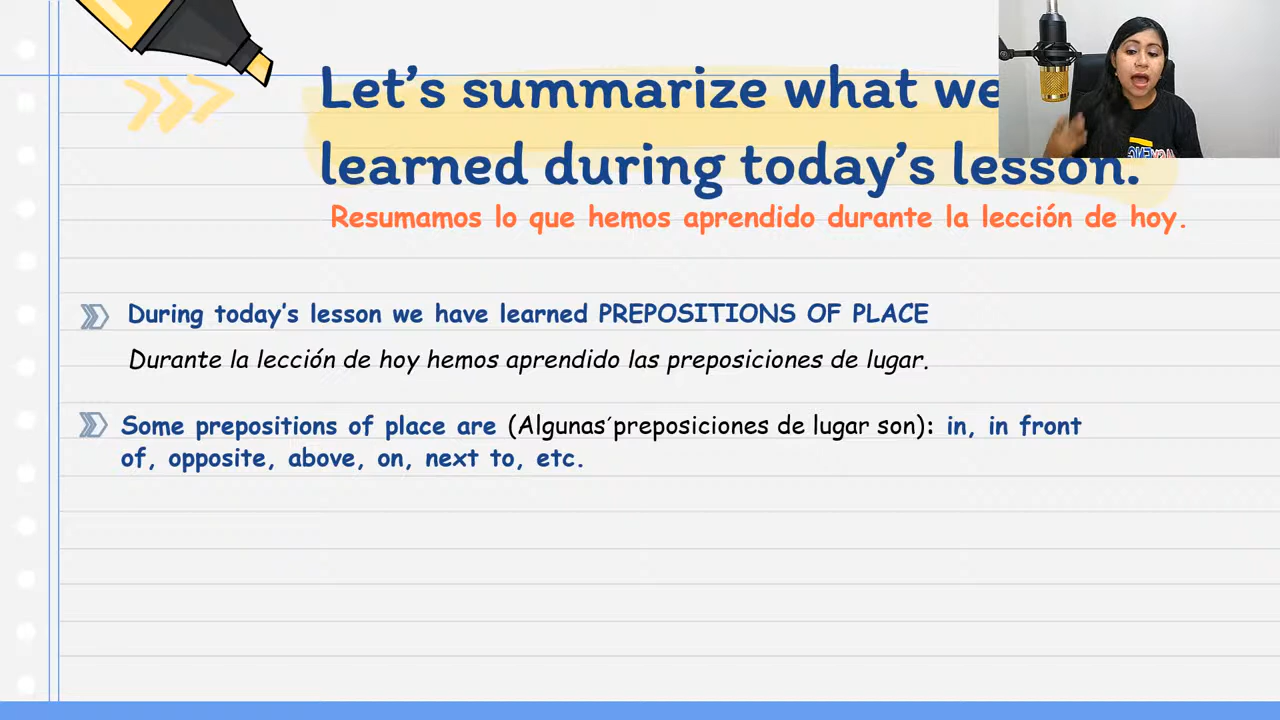 Let's summarize what we
learned during today's lesson.
Resumamos lo que hemos aprendido durante la lección de hoy.
During today's lesson we have learned PREPOSITIONS OF PLACE
Durante la lección de hoy hemos aprendido las preposiciones de lugar.
Some prepositions of place are (Algunas´preposiciones de lugar son): in, in front
of, opposite, above, on, next to, etc.